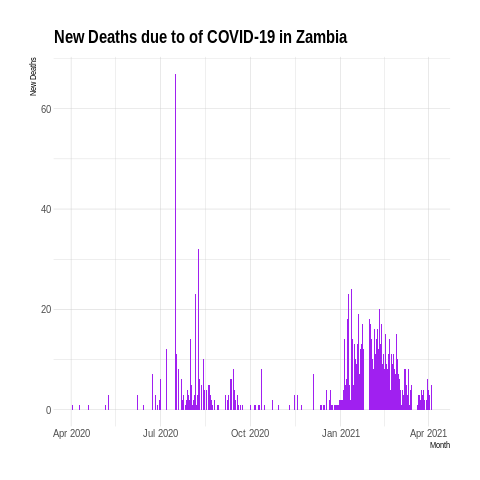 New Deaths due to of COVID-19 in Zambia
New Deaths
60
40
20
0
Apr 2020 Jul 2020 Oct 2020 Jan 2021 Apr 2021
Month